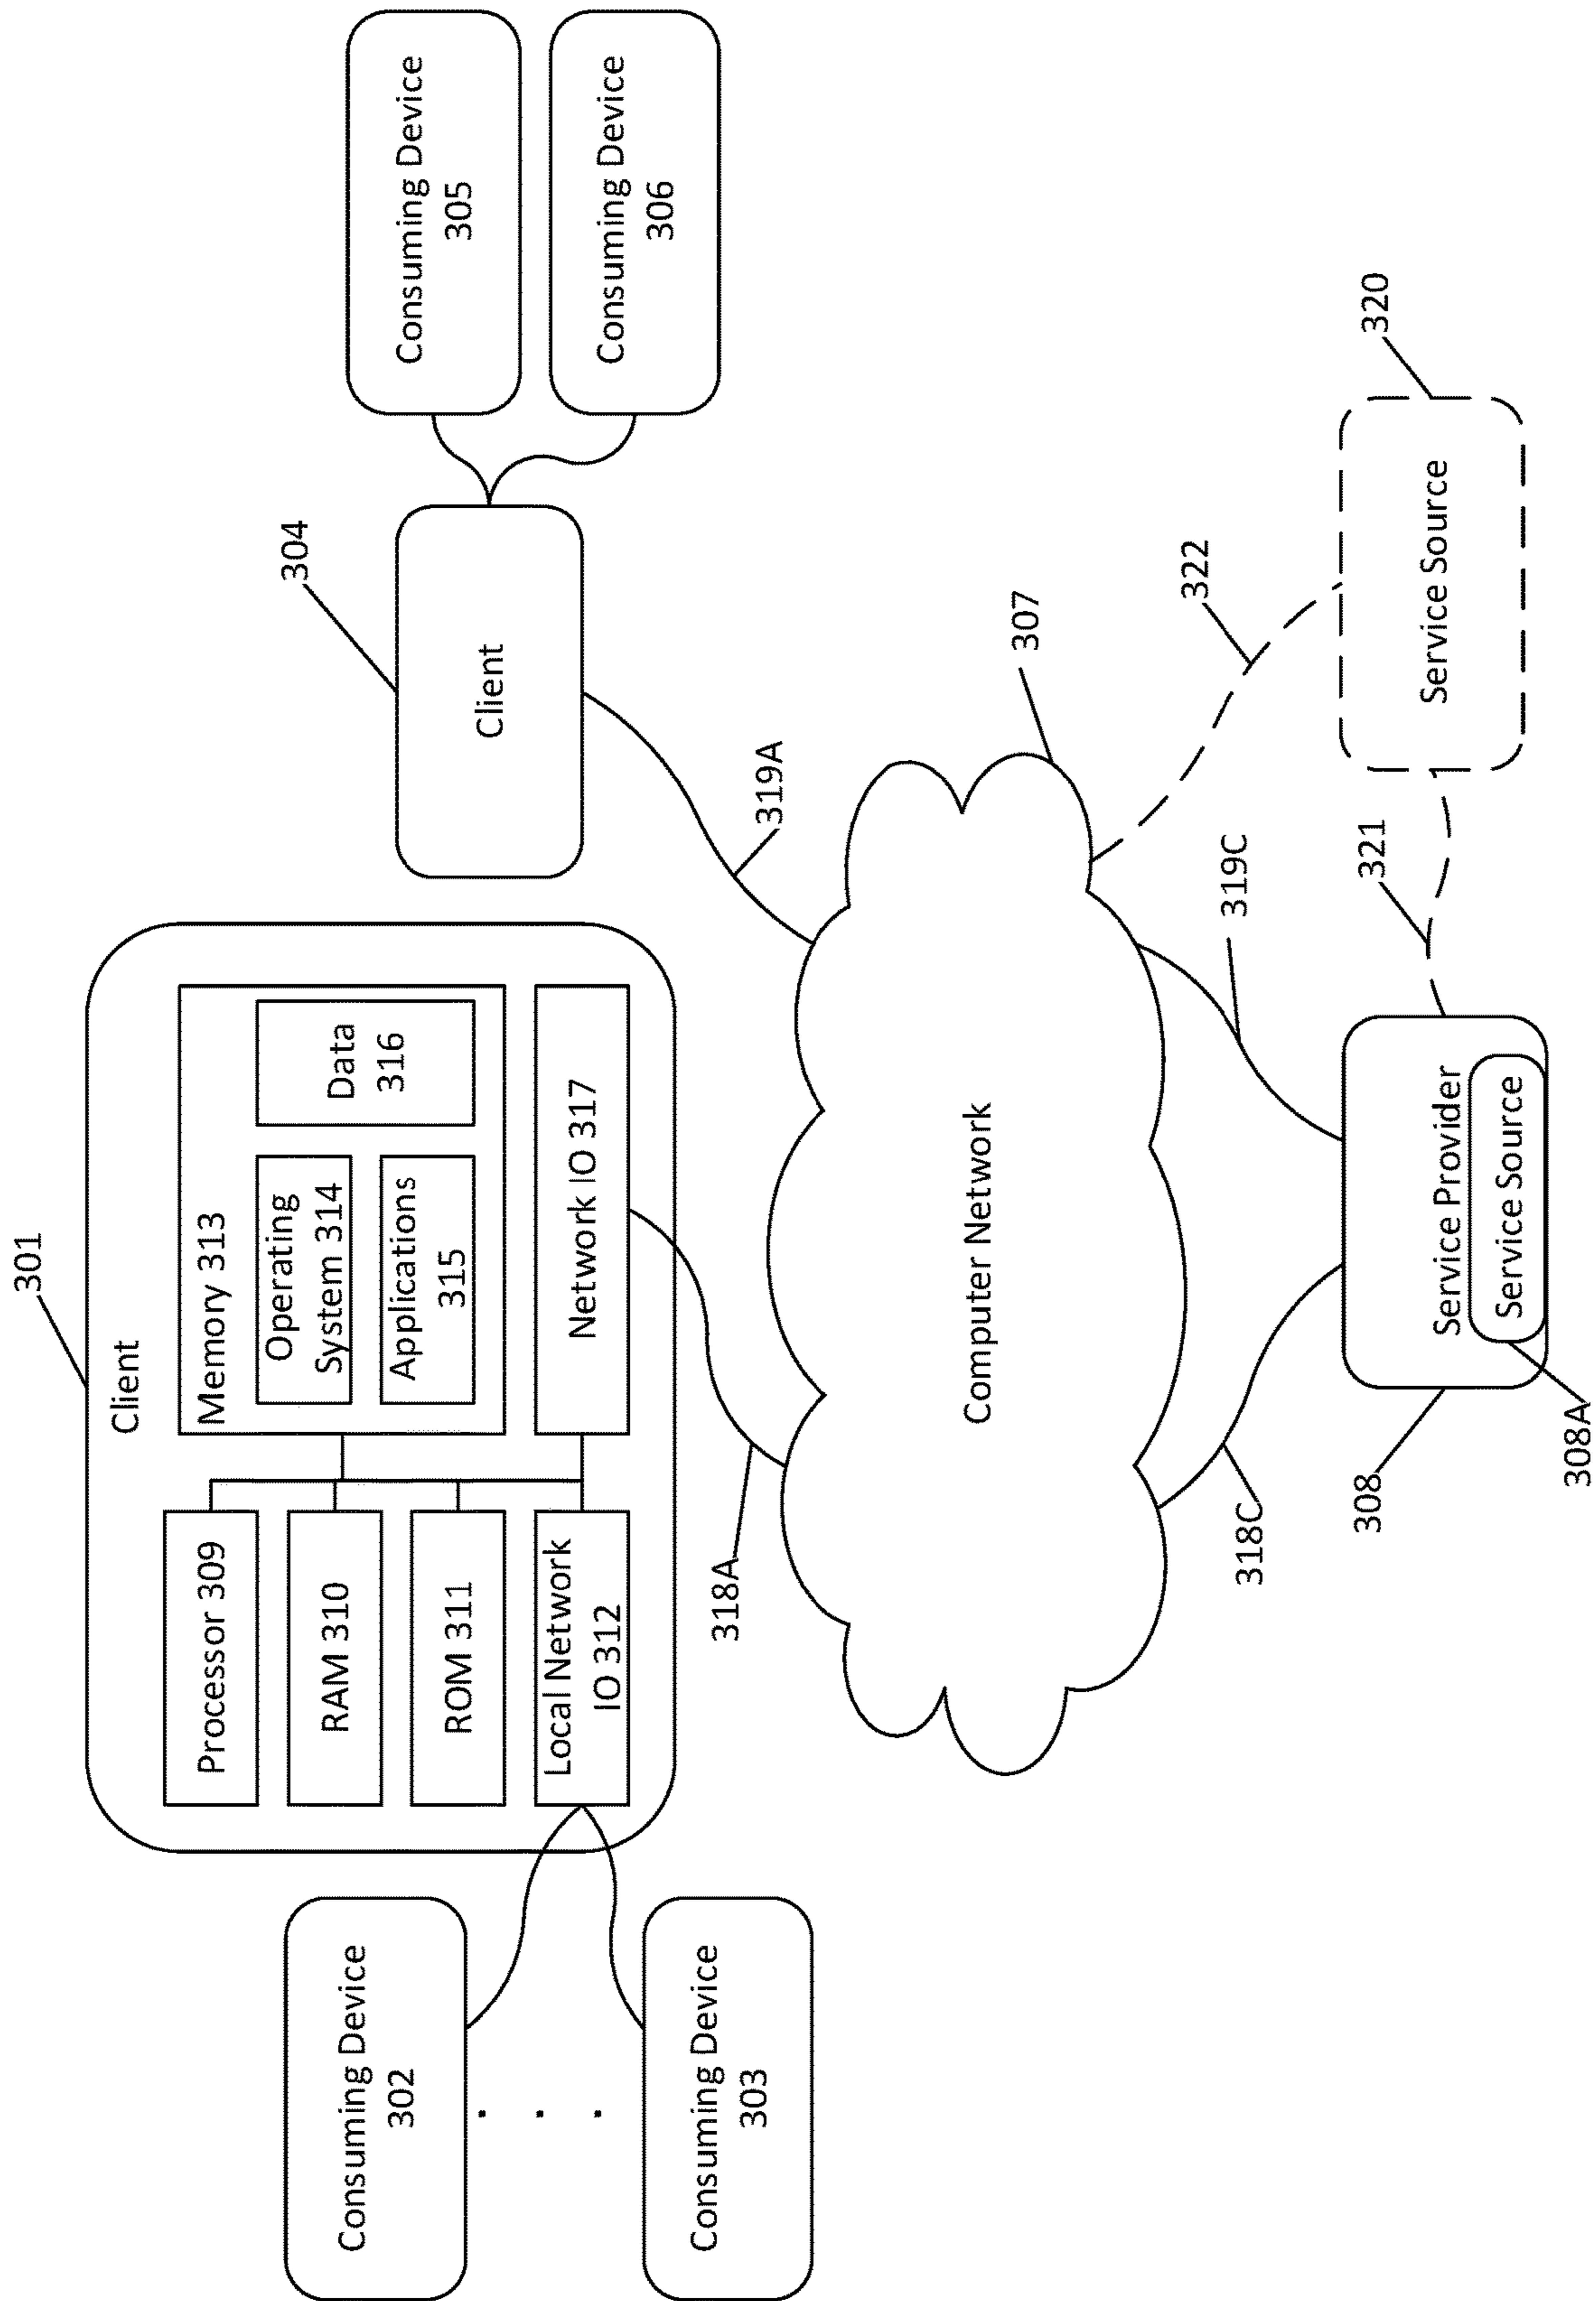 301
Client
Processor 309
RAM 310
ROM 311
Local Network
IO 312
Memory 313
Operating
System 314
Applications
315
Data
316
Network IO 317
304
Client
Consuming Device
305
Consuming Device
306
Consuming Device
302
. . .
Consuming Device
303
318A
319A
307
Computer Network
318C
319C
322
320
Service Source
321
308
Service Provider
Service Source
308A